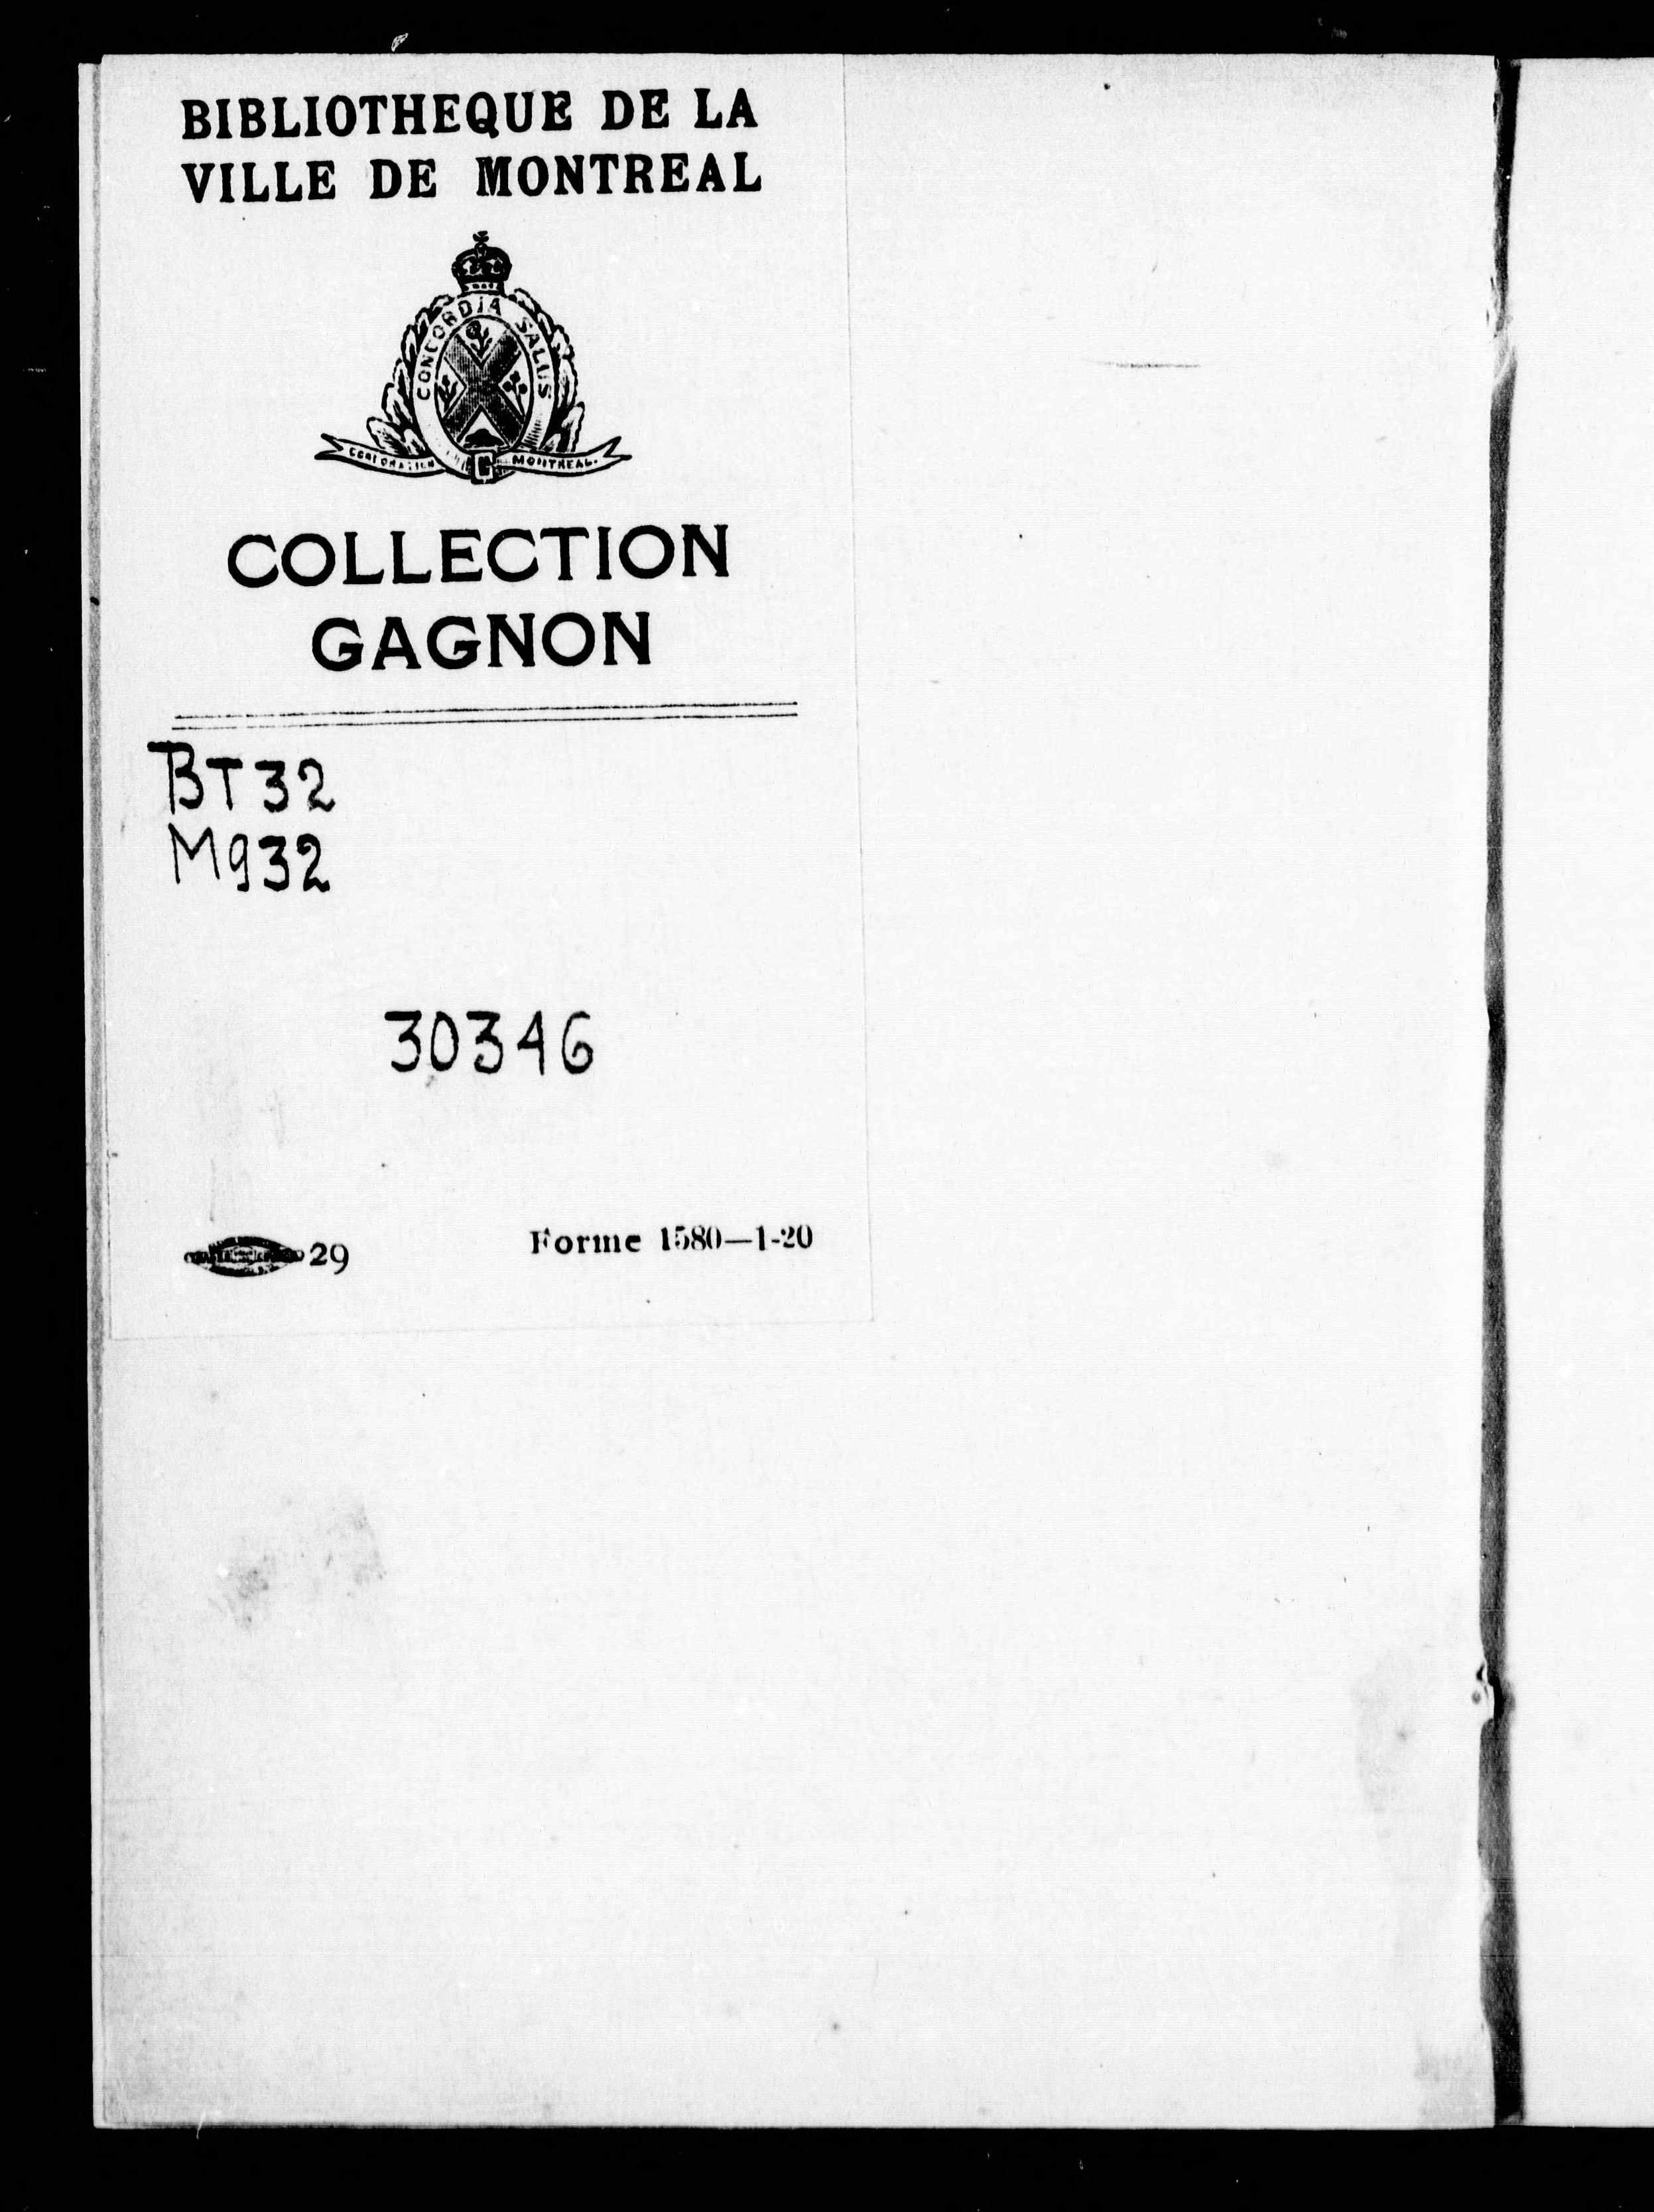 BIBLIOTHEQUE DE LA
VILLE DE MONTREAL
CONCORDIA SALUS
MONTREAL.
COLLECTION
GAGNON
BT32
M932
30346
29
Forme 1580—1-20